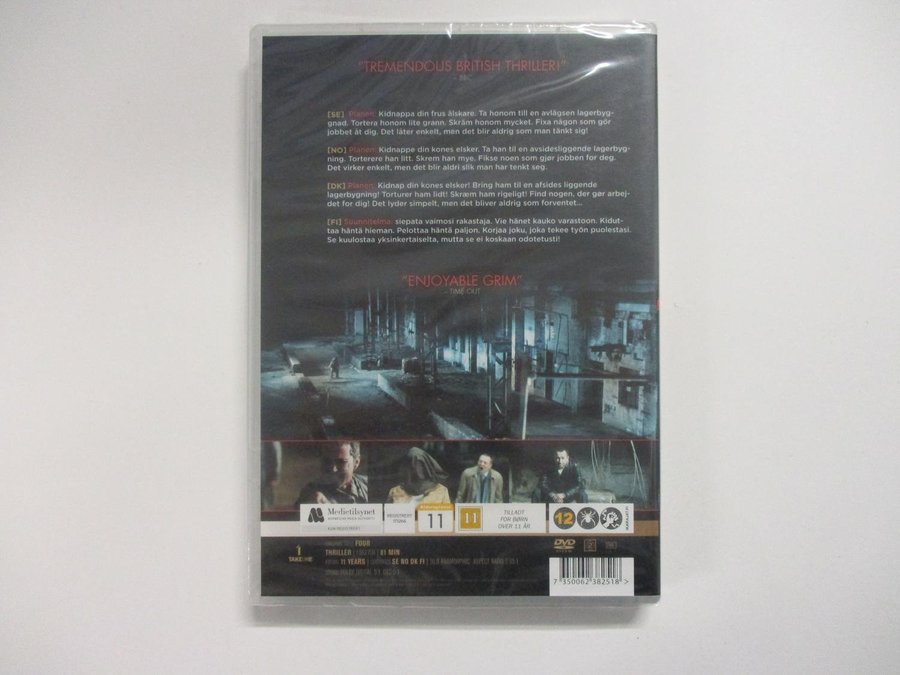 "TREMENDOUS BRITISH THRILLER!"
– BBC
[SE] Planen: Kidnappa din frus älskare. Ta honom till en avlägsen lagerbyg-
gnad. Tortera honom lite grann. Skräm honom mycket. Fixa någon som gör
jobbet åt dig. Det låter enkelt, men det blir aldrig som man tänkt sig!
[NO] Planen: Kidnappe din kones elsker. Ta han til en avsidesliggende lagerbyg-
ning. Torterere han litt. Skrem han mye. Fikse noen som gjør jobben for deg.
Det virker enkelt, men det blir aldri slik man har tenkt seg.
[DK] Planen: Kidnap din kones elsker! Bring ham til en afsides liggende
lagerbygning! Torturer ham lidt! Skræm ham rigeligt! Find nogen, der gør arbej-
det for dig! Det lyder simpelt, men det bliver aldrig som forventet...
[FI] Suunnitelma: siepata vaimosi rakastaja. Vie hänet kauko varastoon. Kidut-
taa häntä hieman. Pelottaa häntä paljon. Korjaa joku, joka tekee työn puolestasi.
Se kuulostaa yksinkertaiselta, mutta se ei koskaan odotetusti!
"ENJOYABLE GRIM"
– TIME OUT
Medietilsynet
NORWEGIAN MEDIA AUTHORITY
REGISTRERT
Aldersgrense
11
11
TILLADT
FOR BØRN
OVER 11 ÅR
12
TAKEONE
FOUR
THRILLER
81 MIN
11 YEARS
SE NO DK FI
DVD
7 350062 382518 >